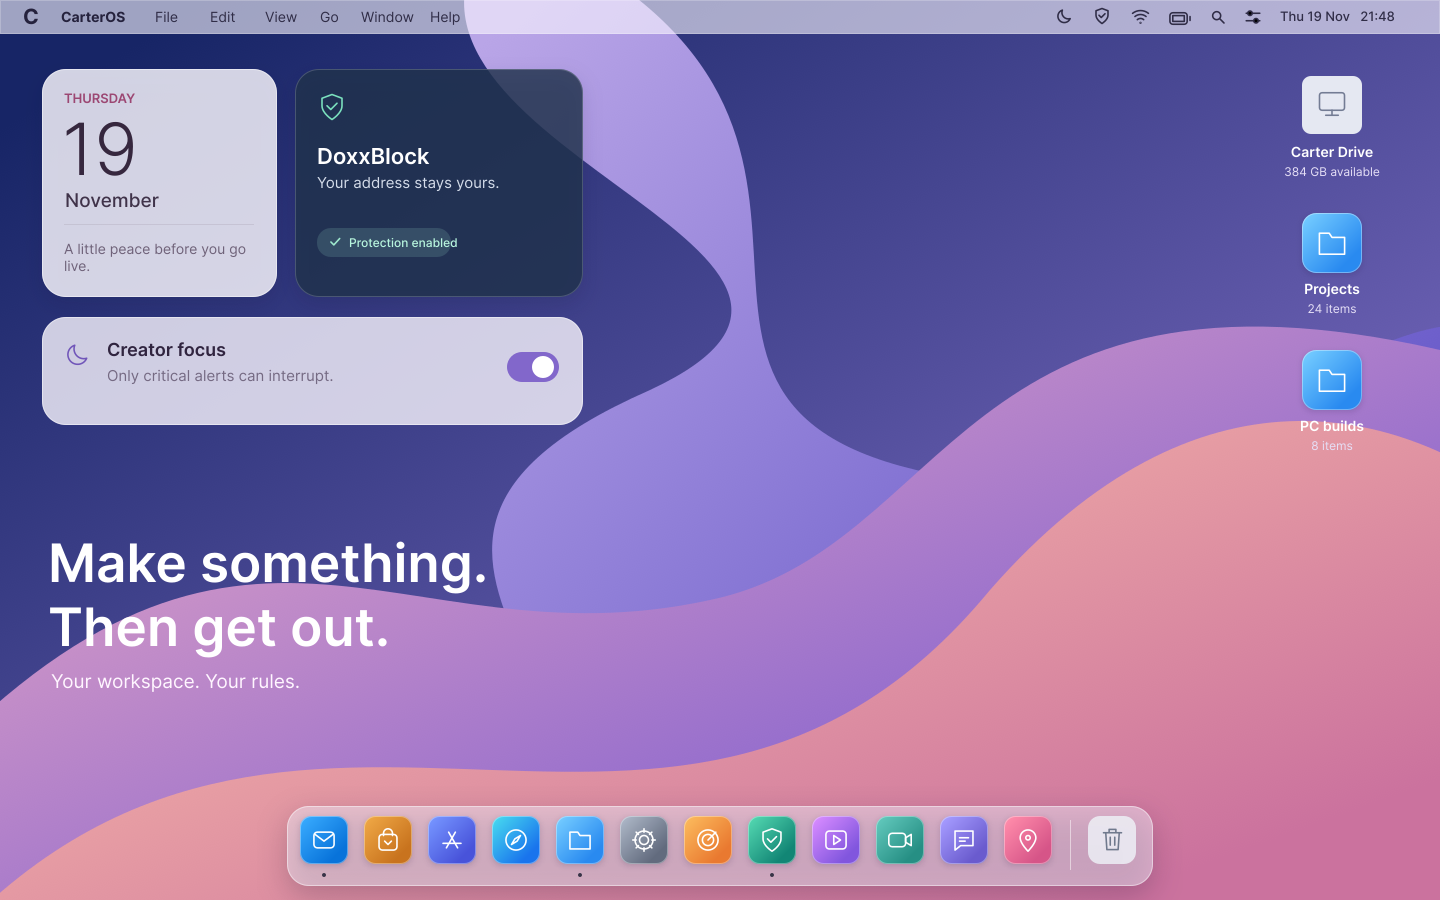 C CarterOS File Edit View Go Window Help Thu 19 Nov 21:48
THURSDAY
19
November
A little peace before you go
live.
DoxxBlock
Your address stays yours.
Protection enabled
Creator focus
Only critical alerts can interrupt.
Carter Drive
384 GB available
Projects
24 items
PC builds
8 items
Make something.
Then get out.
Your workspace. Your rules.